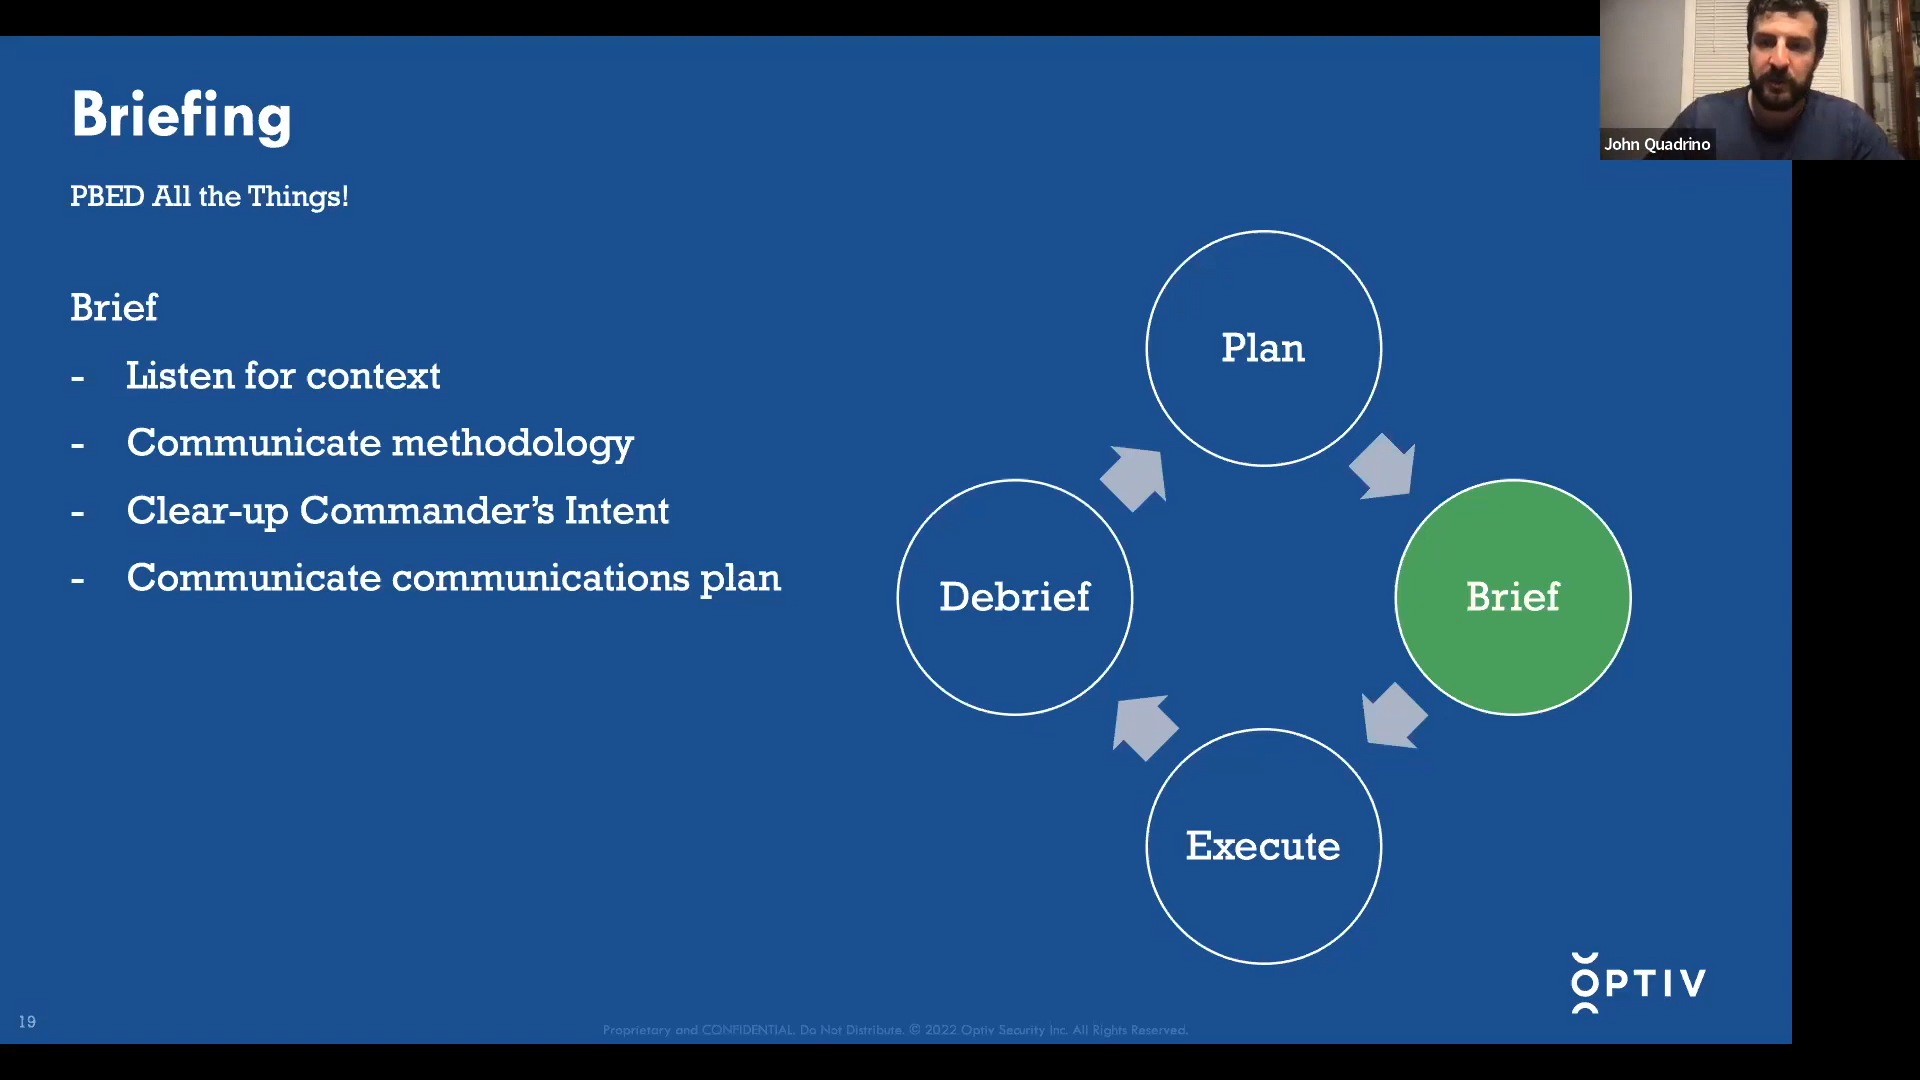 Briefing
PBED All the Things!
Brief
- Listen for context
- Communicate methodology
- Clear-up Commander’s Intent
- Communicate communications plan
Plan
Brief
Execute
Debrief
John Quadrino
OPTIV
19
Proprietary and CONFIDENTIAL. Do Not Distribute. © 2022 Optiv Security Inc. All Rights Reserved.